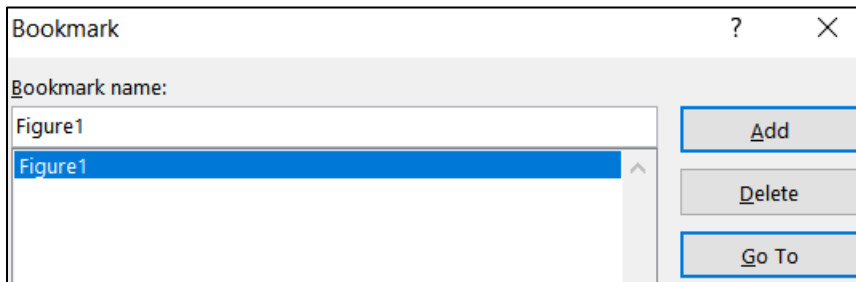 Bookmark ?
Bookmark name:
Figure1
Add
Figure1
Delete
Go To